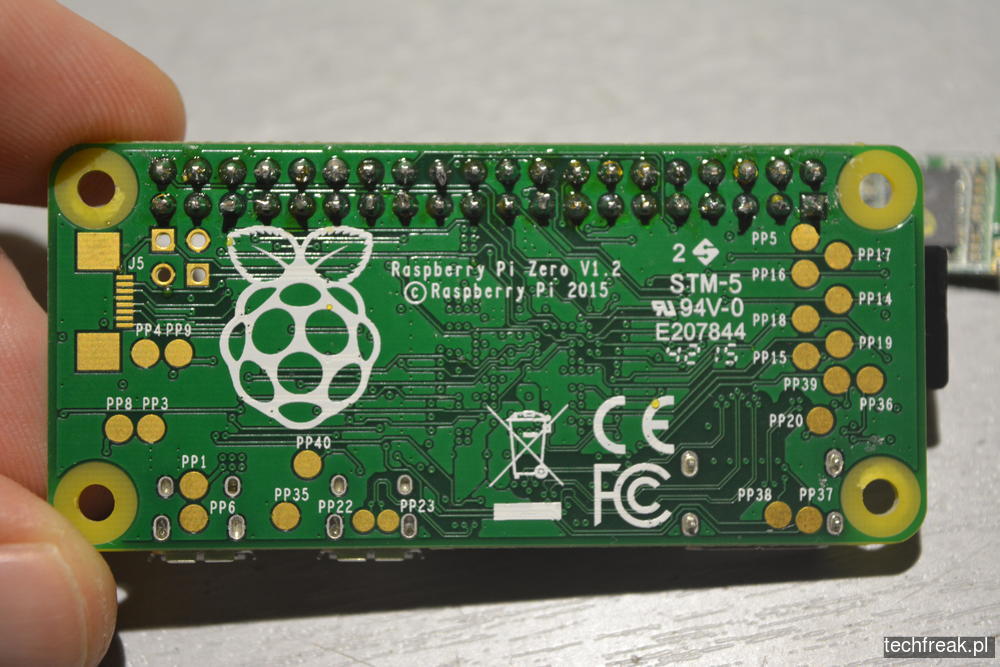 J5
Raspberry Pi Zero V1.2
©Raspberry Pi 2015
2 S
STM-5
94V-0
E207844
42 15
PP5
PP17
PP16
PP14
PP18
PP19
PP15
PP39
PP36
PP20
PP4 PP9
PP8 PP3
PP40
PP1
PP6
PP35
PP22
PP23
PP38
PP37
CE
FC
techfreak.pl